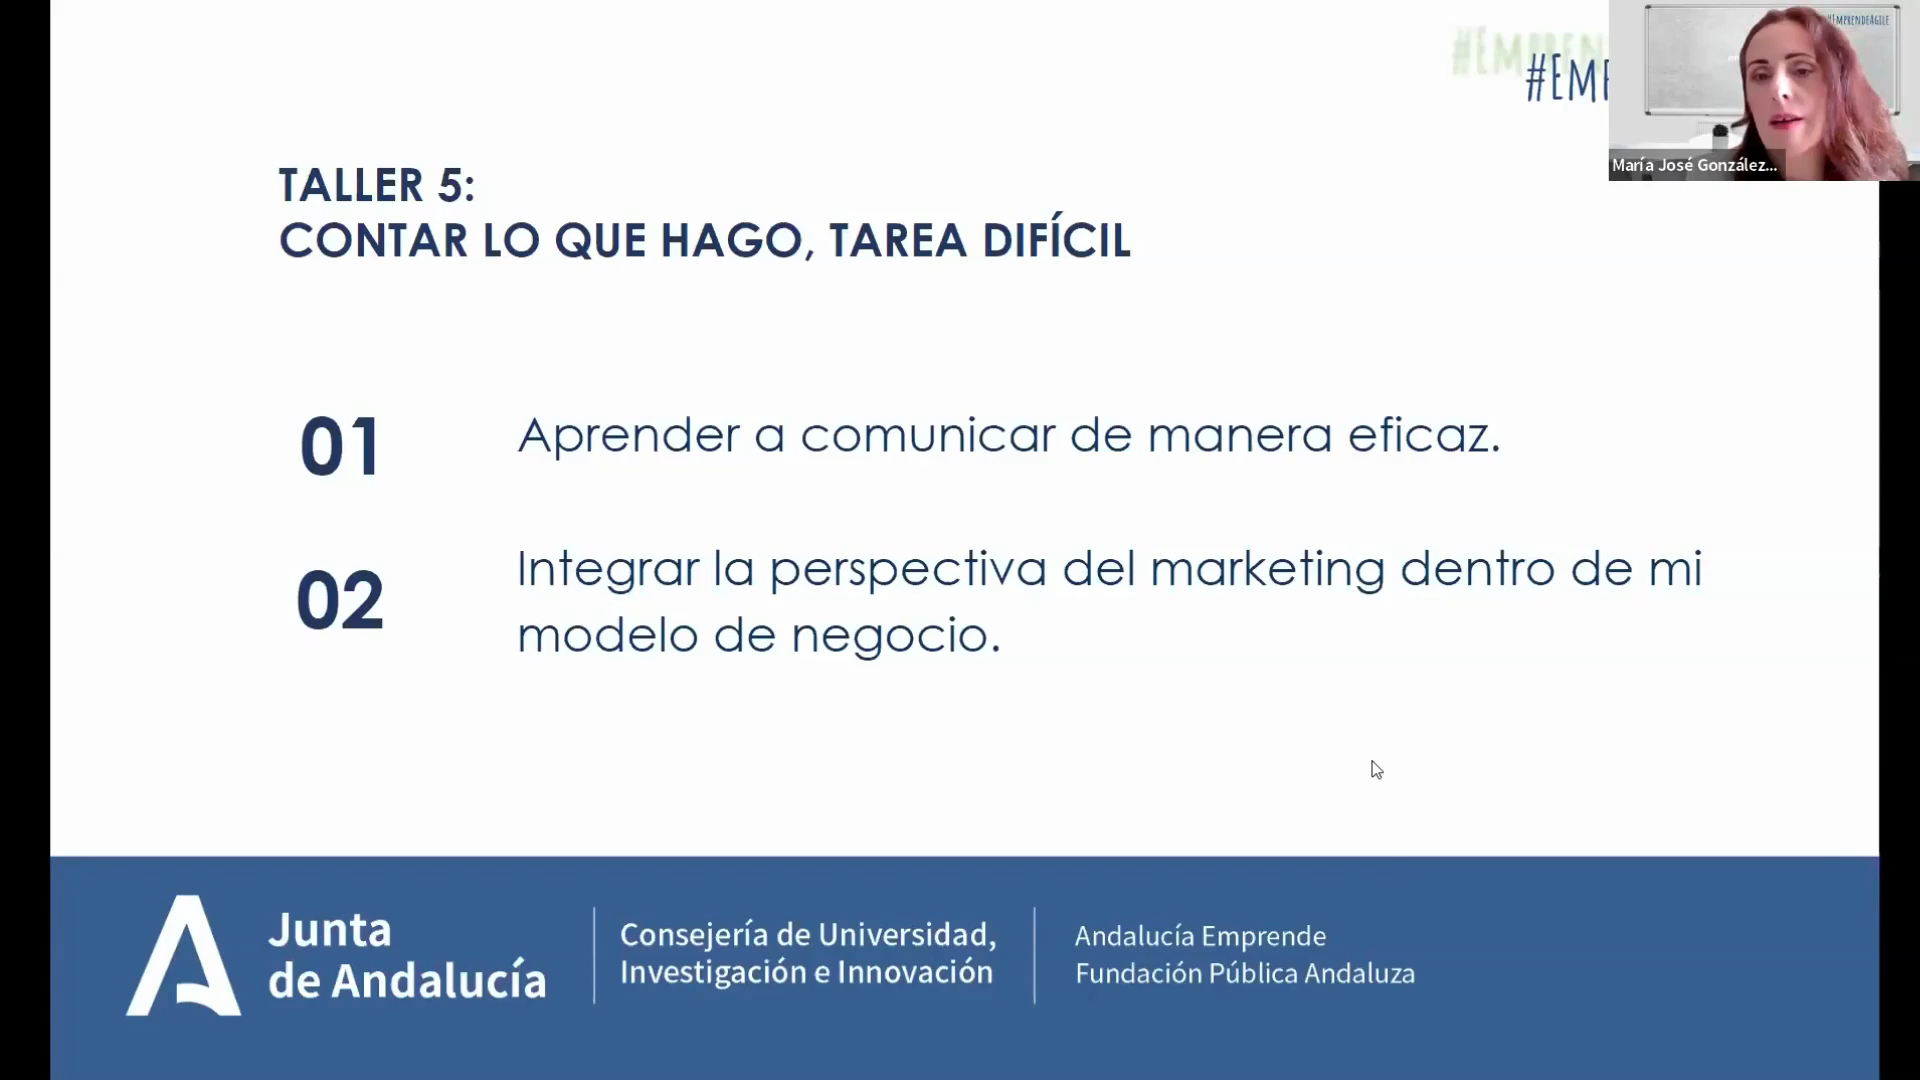 #EMPRENDEAGILE
María José González...
TALLER 5:
CONTAR LO QUE HAGO, TAREA DIFÍCIL
01
Aprender a comunicar de manera eficaz.
02
Integrar la perspectiva del marketing dentro de mi
modelo de negocio.
Junta
de Andalucía
Consejería de Universidad,
Investigación e Innovación
Andalucía Emprende
Fundación Pública Andaluza